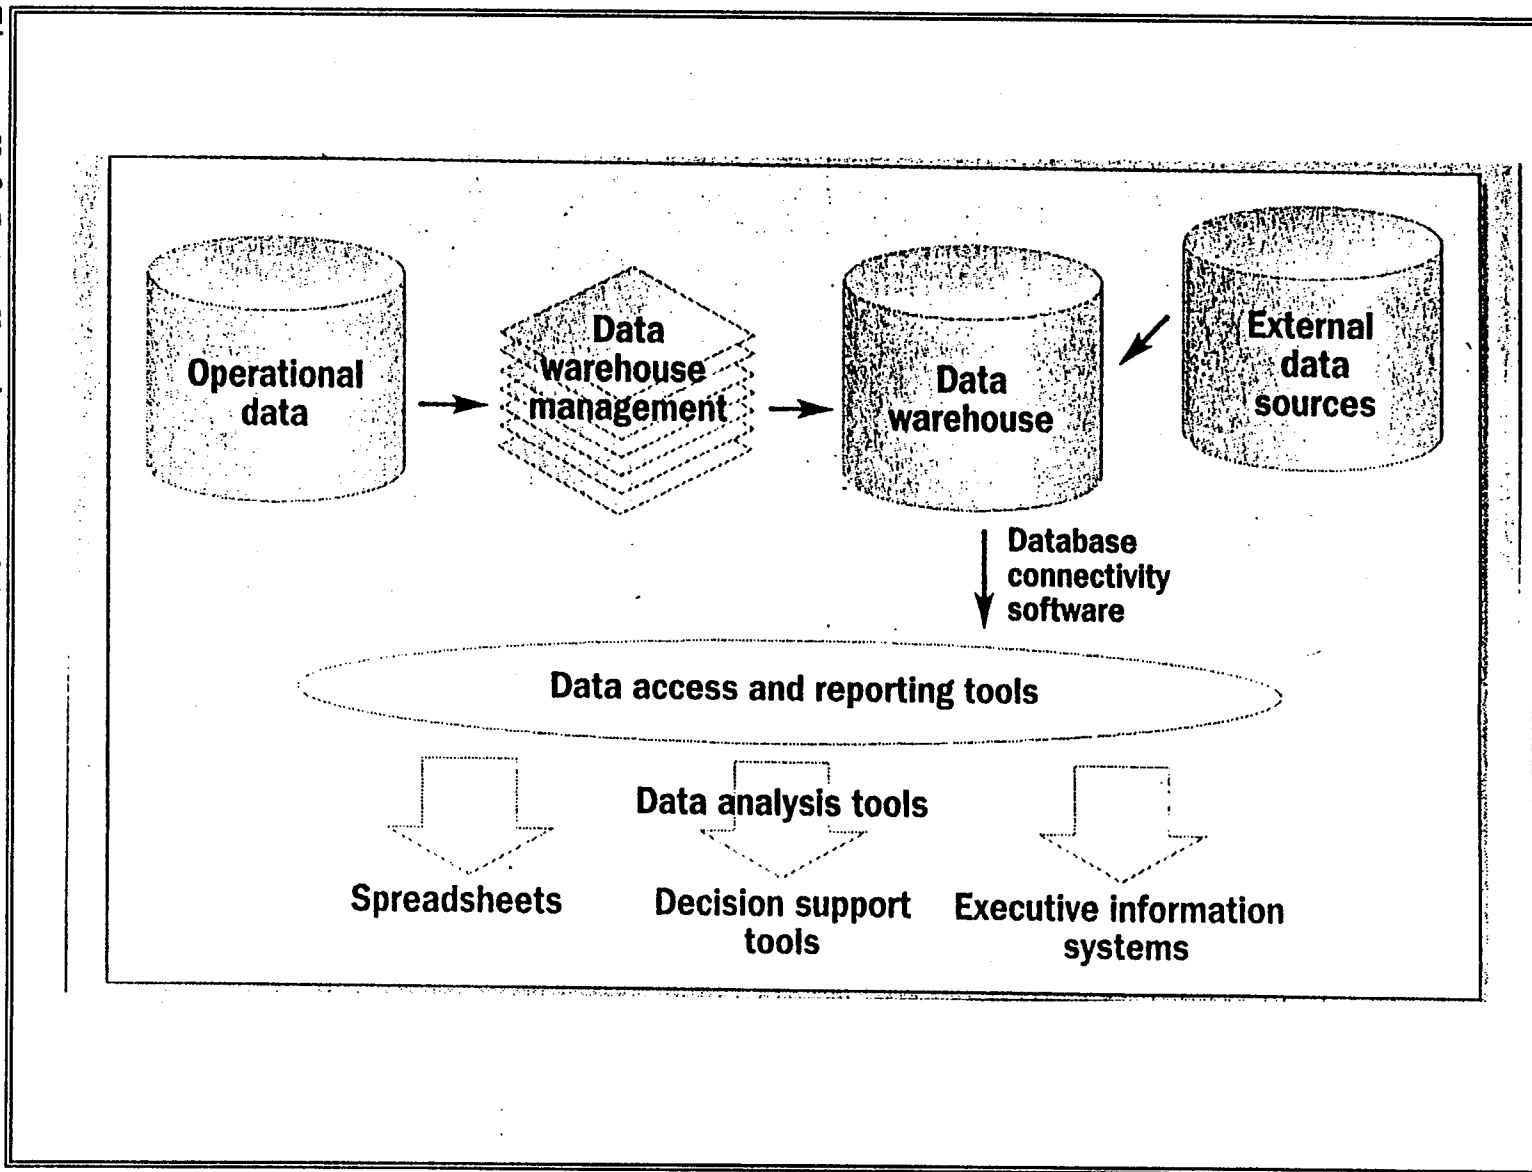 Operational
data
Data
warehouse
management
Data
warehouse
External
data
sources
Database
connectivity
software
Data access and reporting tools
Data analysis tools
Spreadsheets
Decision support
tools
Executive information
systems